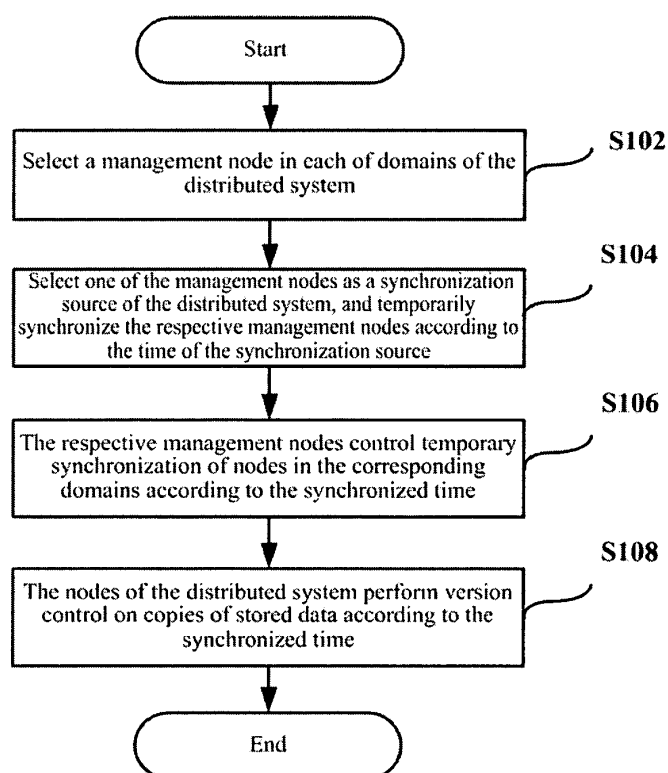 Start
S102
Select a management node in each of domains of the
distributed system
S104
Select one of the management nodes as a synchronization
source of the distributed system, and temporarily
synchronize the respective management nodes according to
the time of the synchronization source
S106
The respective management nodes control temporary
synchronization of nodes in the corresponding
domains according to the synchronized time
S108
The nodes of the distributed system perform version
control on copies of stored data according to the
synchronized time
End